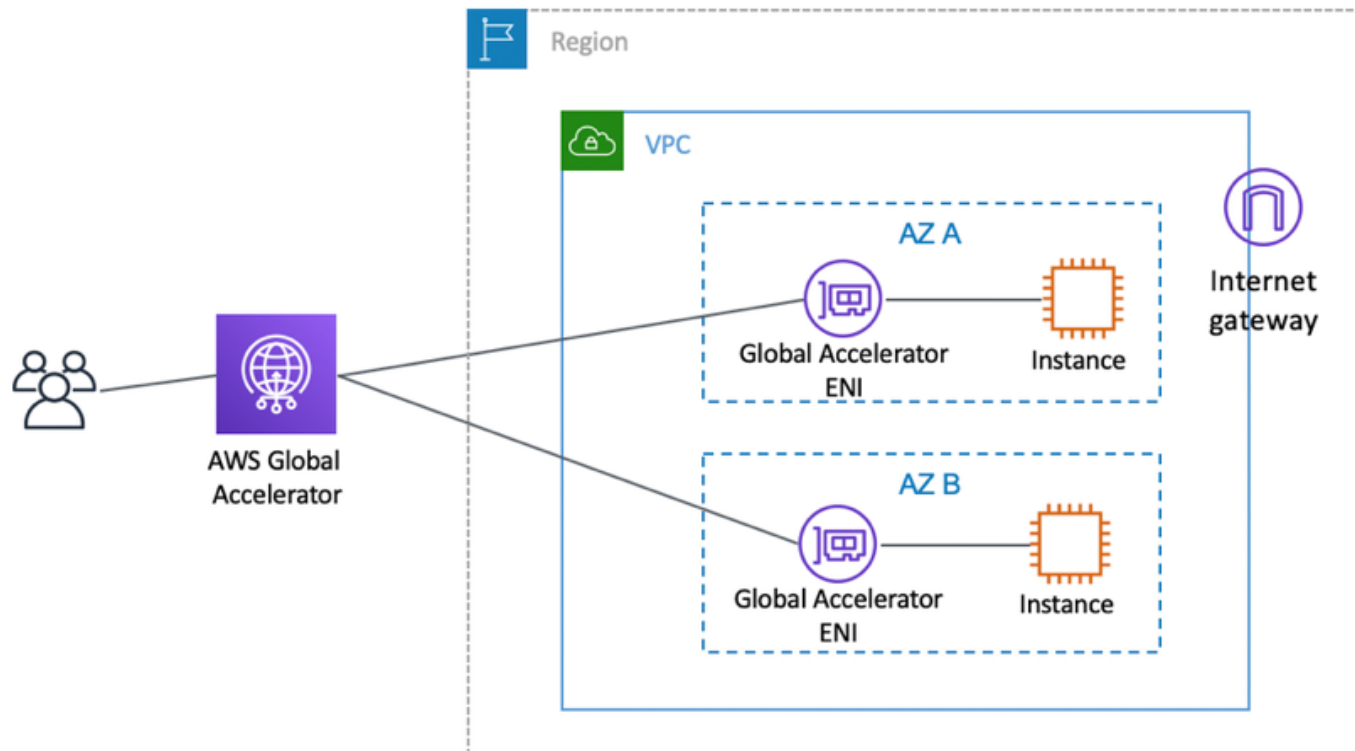 Region
VPC
AZ A
Global Accelerator
ENI
Instance
Internet
gateway
AWS Global
Accelerator
AZ B
Global Accelerator
ENI
Instance